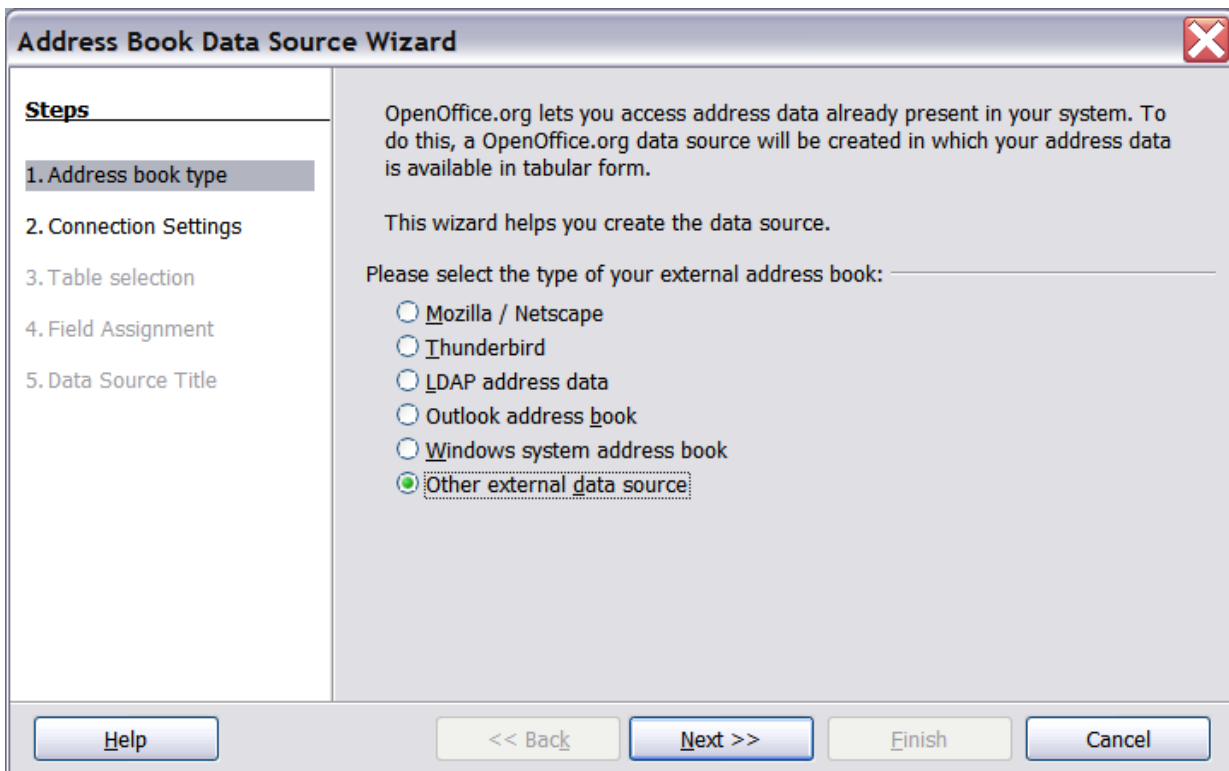 Address Book Data Source Wizard
Steps
1. Address book type
2. Connection Settings
3. Table selection
4. Field Assignment
5. Data Source Title
OpenOffice.org lets you access address data already present in your system. To
do this, a OpenOffice.org data source will be created in which your address data
is available in tabular form.
This wizard helps you create the data source.
Please select the type of your external address book:
Mozilla / Netscape
Thunderbird
LDAP address data
Outlook address book
Windows system address book
Other external data source
Help
<< Back
Next >>
Finish
Cancel